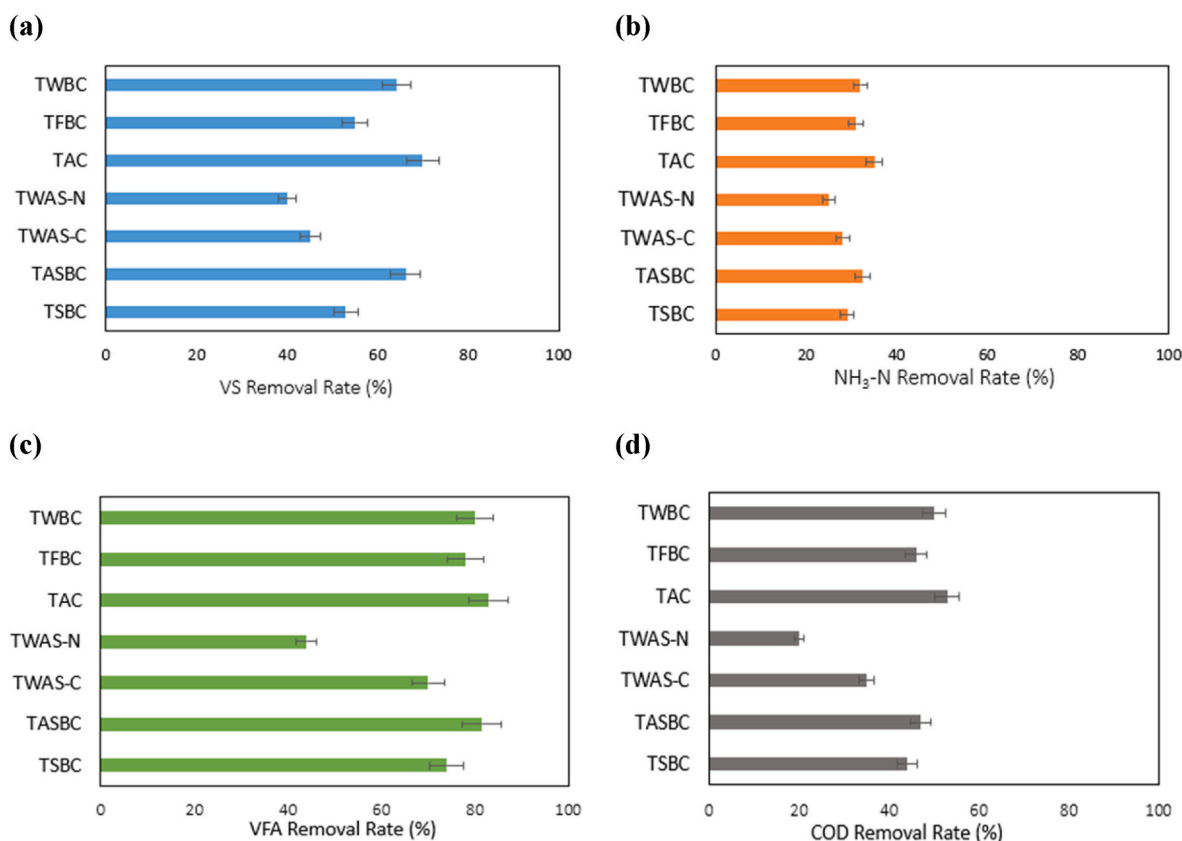 (a)
TWBC
TFBC
TAC
TWAS-N
TWAS-C
TASBC
TSBC
0 20 40 60 80 100
VS Removal Rate (%)
(b)
TWBC
TFBC
TAC
TWAS-N
TWAS-C
TASBC
TSBC
0 20 40 60 80 100
NH₃-N Removal Rate (%)
(c)
TWBC
TFBC
TAC
TWAS-N
TWAS-C
TASBC
TSBC
0 20 40 60 80 100
VFA Removal Rate (%)
(d)
TWBC
TFBC
TAC
TWAS-N
TWAS-C
TASBC
TSBC
0 20 40 60 80 100
COD Removal Rate (%)